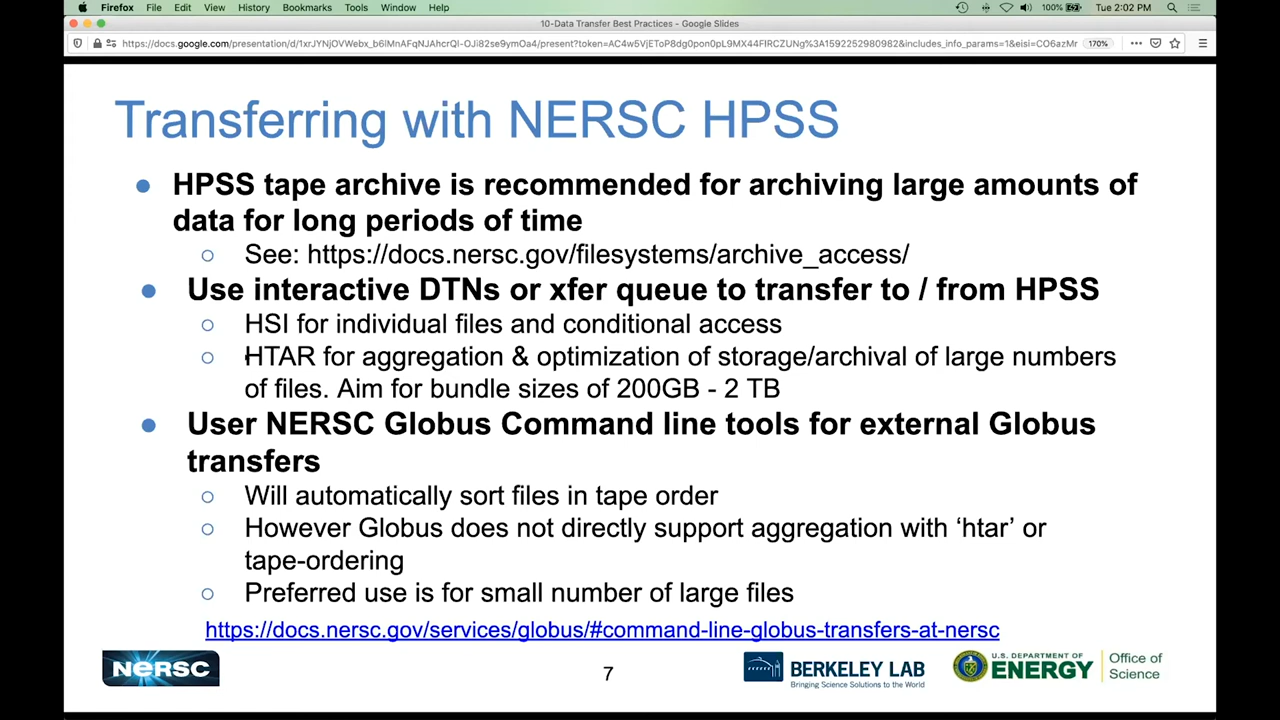 Firefox File Edit View History Bookmarks Tools Window Help 100% Tue 2:02 PM
10-Data Transfer Best Practices - Google Slides
https://docs.google.com/presentation/d/1xrJYNjOVWebx_b6lMnAFqNJAhcrQl-OJi82se9ymOa4/present?token=AC4w5VjEToP8dg0pon0pL9MX44FIRCZUNg%3A1592252980982&includes_info_params=1&eisi=CO6azMr 170%
Transferring with NERSC HPSS
● HPSS tape archive is recommended for archiving large amounts of
data for long periods of time
○ See: https://docs.nersc.gov/filesystems/archive_access/
● Use interactive DTNs or xfer queue to transfer to / from HPSS
○ HSI for individual files and conditional access
○ HTAR for aggregation & optimization of storage/archival of large numbers
of files. Aim for bundle sizes of 200GB - 2 TB
● User NERSC Globus Command line tools for external Globus
transfers
○ Will automatically sort files in tape order
○ However Globus does not directly support aggregation with ‘htar’ or
tape-ordering
○ Preferred use is for small number of large files
https://docs.nersc.gov/services/globus/#command-line-globus-transfers-at-nersc
NERSC
7
BERKELEY LAB
Bringing Science Solutions to the World
U.S. DEPARTMENT OF
ENERGY
Office of
Science